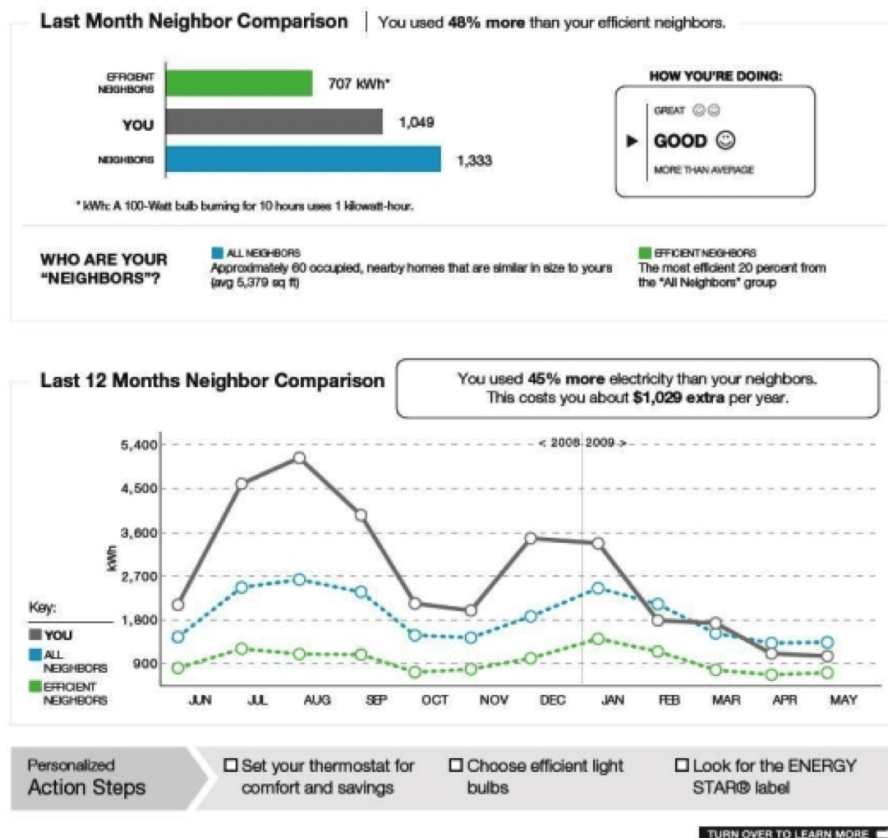 Last Month Neighbor Comparison | You used 48% more than your efficient neighbors.
EFFICIENT
NEIGHBORS
707 kWh*
YOU
1,049
NEIGHBORS
1,333
HOW YOU'RE DOING:
GREAT
GOOD
MORE THAN AVERAGE
* kWh: A 100-Watt bulb burning for 10 hours uses 1 kilowatt-hour.
WHO ARE YOUR
"NEIGHBORS"?
ALL NEIGHBORS
Approximately 60 occupied, nearby homes that are similar in size to yours
(avg 5,379 sq ft)
EFFICIENT NEIGHBORS
The most efficient 20 percent from
the "All Neighbors" group
Last 12 Months Neighbor Comparison
You used 45% more electricity than your neighbors.
This costs you about $1,029 extra per year.
5,400
4,500
3,600
2,700
1,800
900
kWh
< 2008 2009 >
Key:
YOU
ALL
NEIGHBORS
EFFICIENT
NEIGHBORS
JUN JUL AUG SEP OCT NOV DEC JAN FEB MAR APR MAY
Personalized
Action Steps
Set your thermostat for
comfort and savings
Choose efficient light
bulbs
Look for the ENERGY
STAR® label
TURN OVER TO LEARN MORE